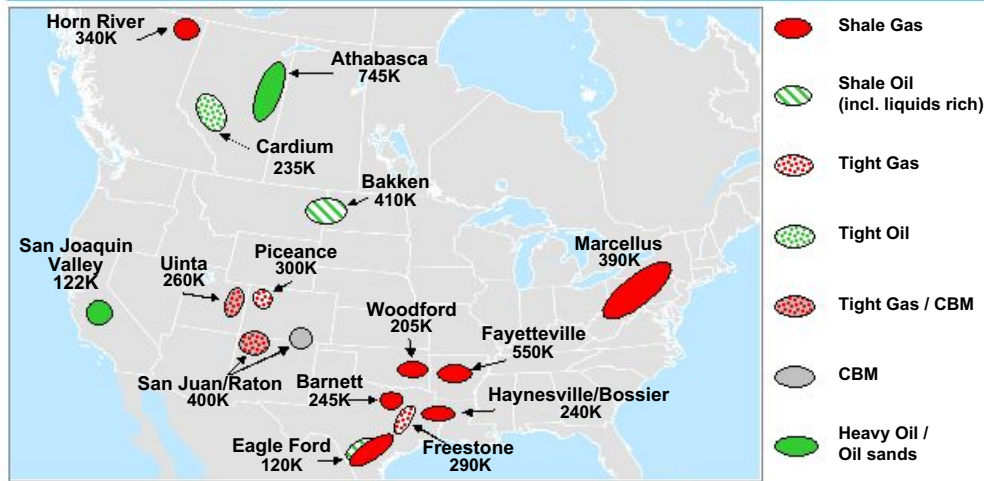 Horn River
340K
Athabasca
745K
Cardium
235K
Bakken
410K
San Joaquin
Valley
122K
Uinta
260K
Piceance
300K
Marcellus
390K
Woodford
205K
Fayetteville
550K
San Juan/Raton
400K
Barnett
245K
Haynesville/Bossier
240K
Eagle Ford
120K
Freestone
290K
Shale Gas
Shale Oil
(incl. liquids rich)
Tight Gas
Tight Oil
Tight Gas / CBM
CBM
Heavy Oil /
Oil sands